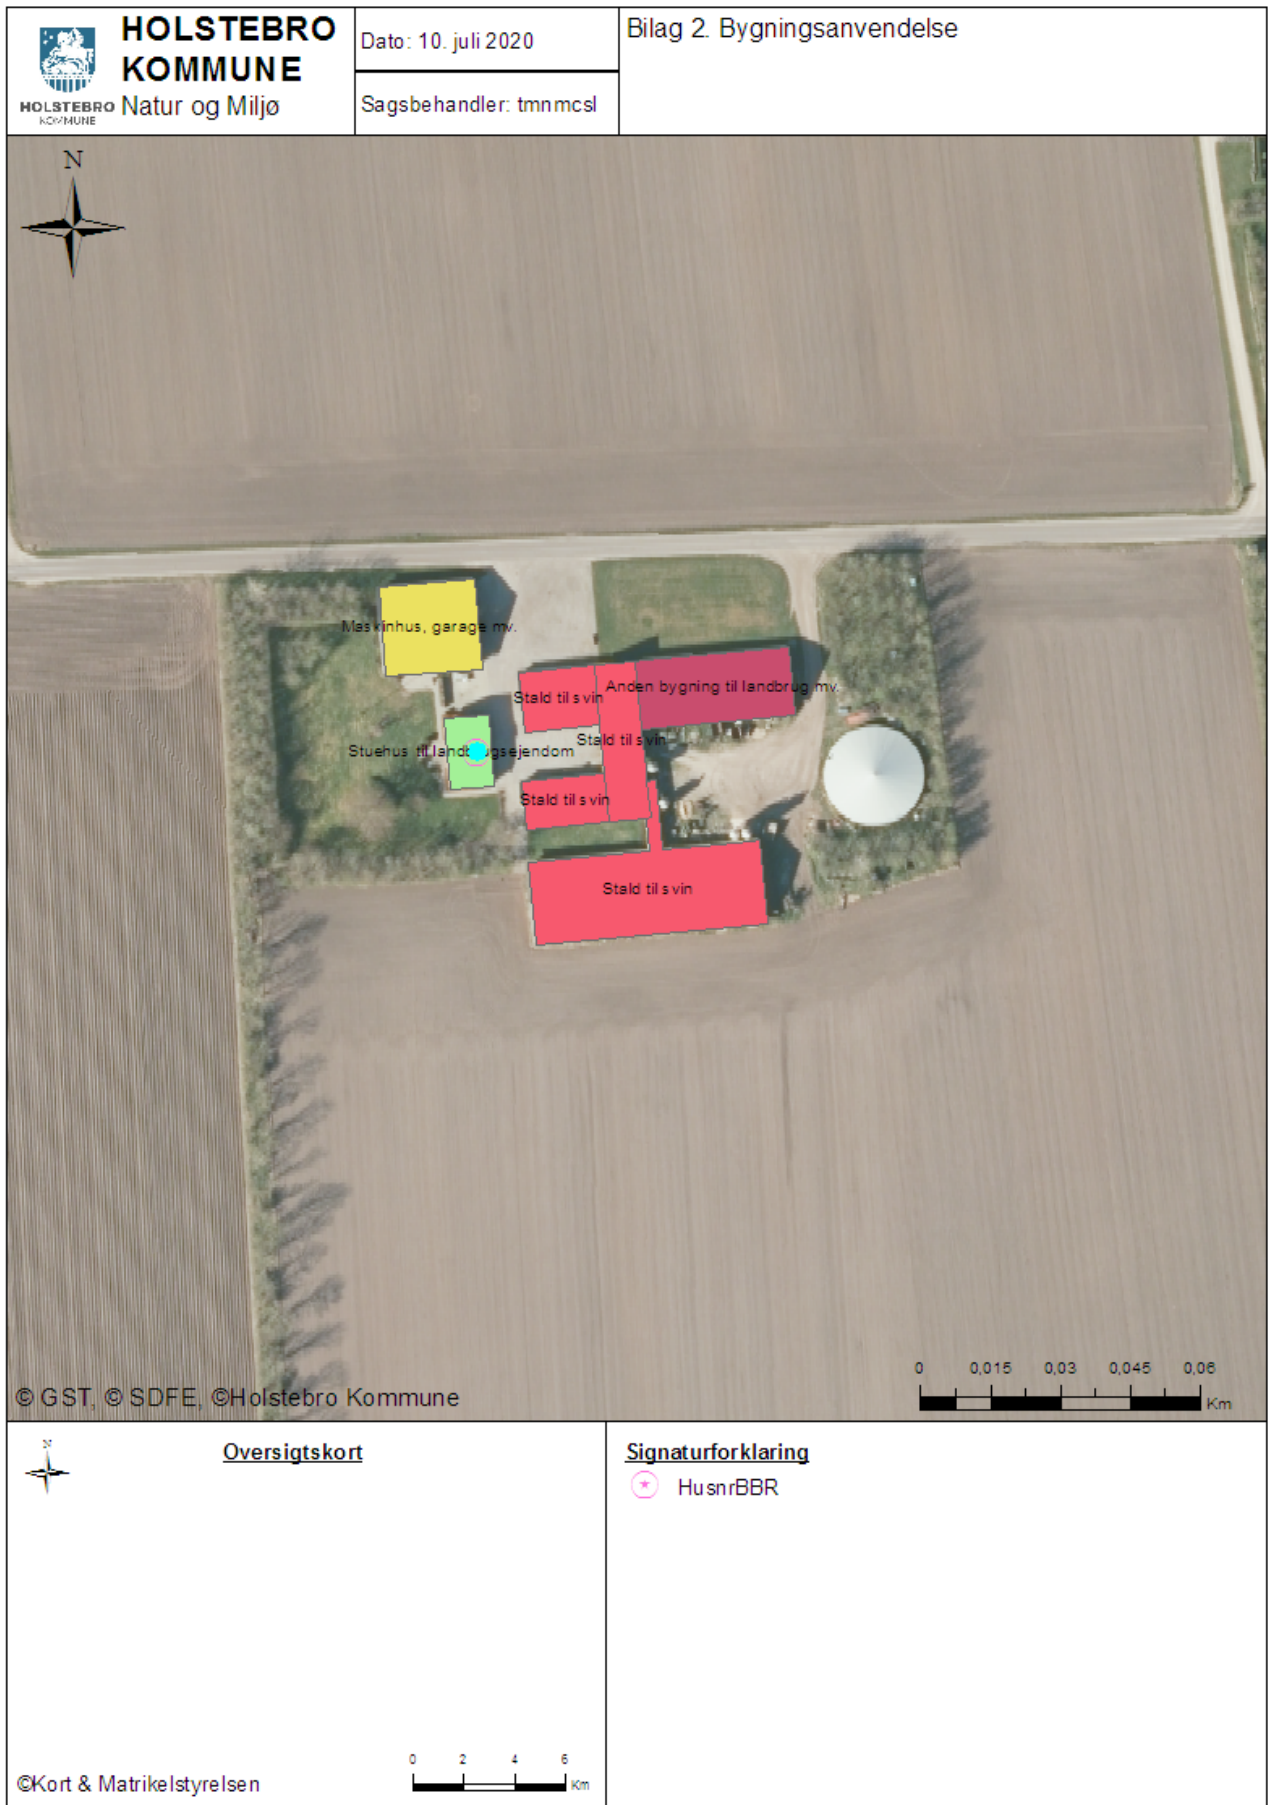 HOLSTEBRO
KOMMUNE
Natur og Miljø
HOLSTEBRO
KOMMUNE
Dato: 10. juli 2020
Sagsbehandler: tmnmcsl
Bilag 2. Bygningsanvendelse
N
Maskinhus, garage mv.
Stald til svin
Anden bygning til landbrug mv.
Stald til svin
Stuehus til landbrugsejendom
Stald til svin
Stald til svin
© GST, © SDFE, ©Holstebro Kommune
0 0,015 0,03 0,045 0,06
Km
N
Oversigtskort
©Kort & Matrikelstyrelsen
0 2 4 6
Km
Signaturforklaring
HusnrBBR